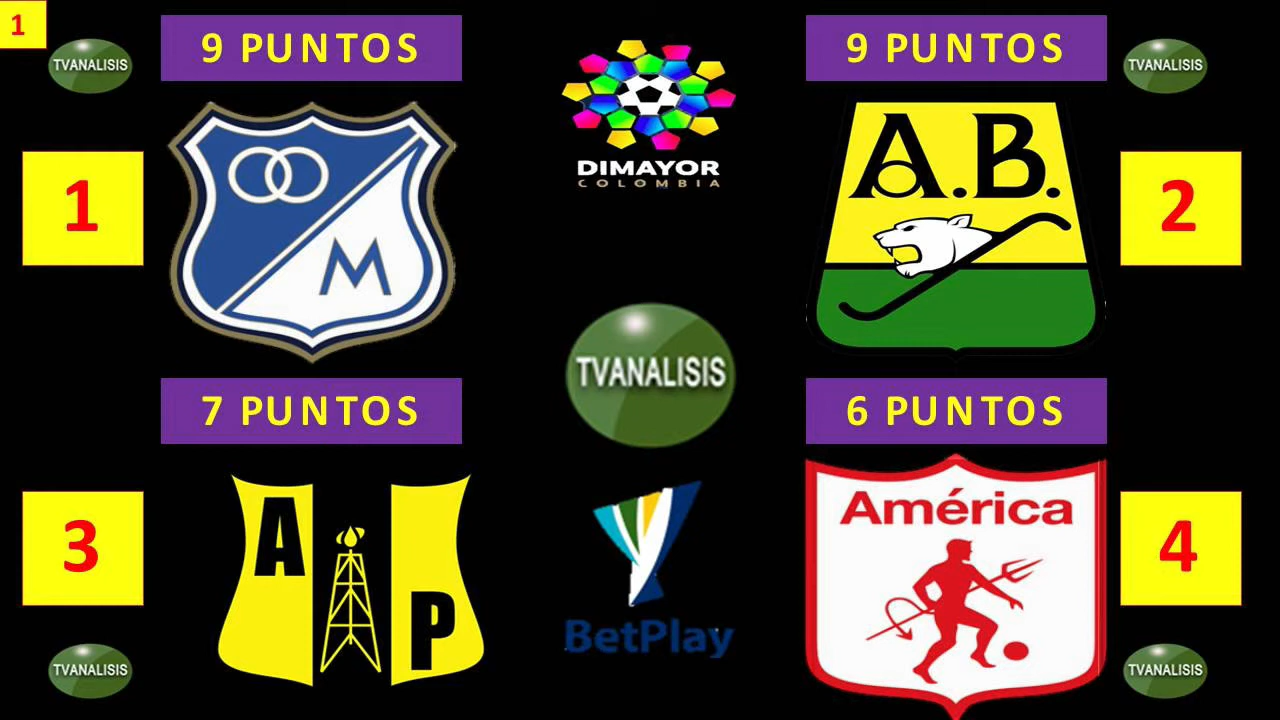 1
TVANALISIS
9 PUNTOS
9 PUNTOS
TVANALISIS
DIMAYOR
COLOMBIA
1
M
A.B.
2
TVANALISIS
7 PUNTOS
6 PUNTOS
3
A
P
BetPlay
América
4
TVANALISIS
TVANALISIS